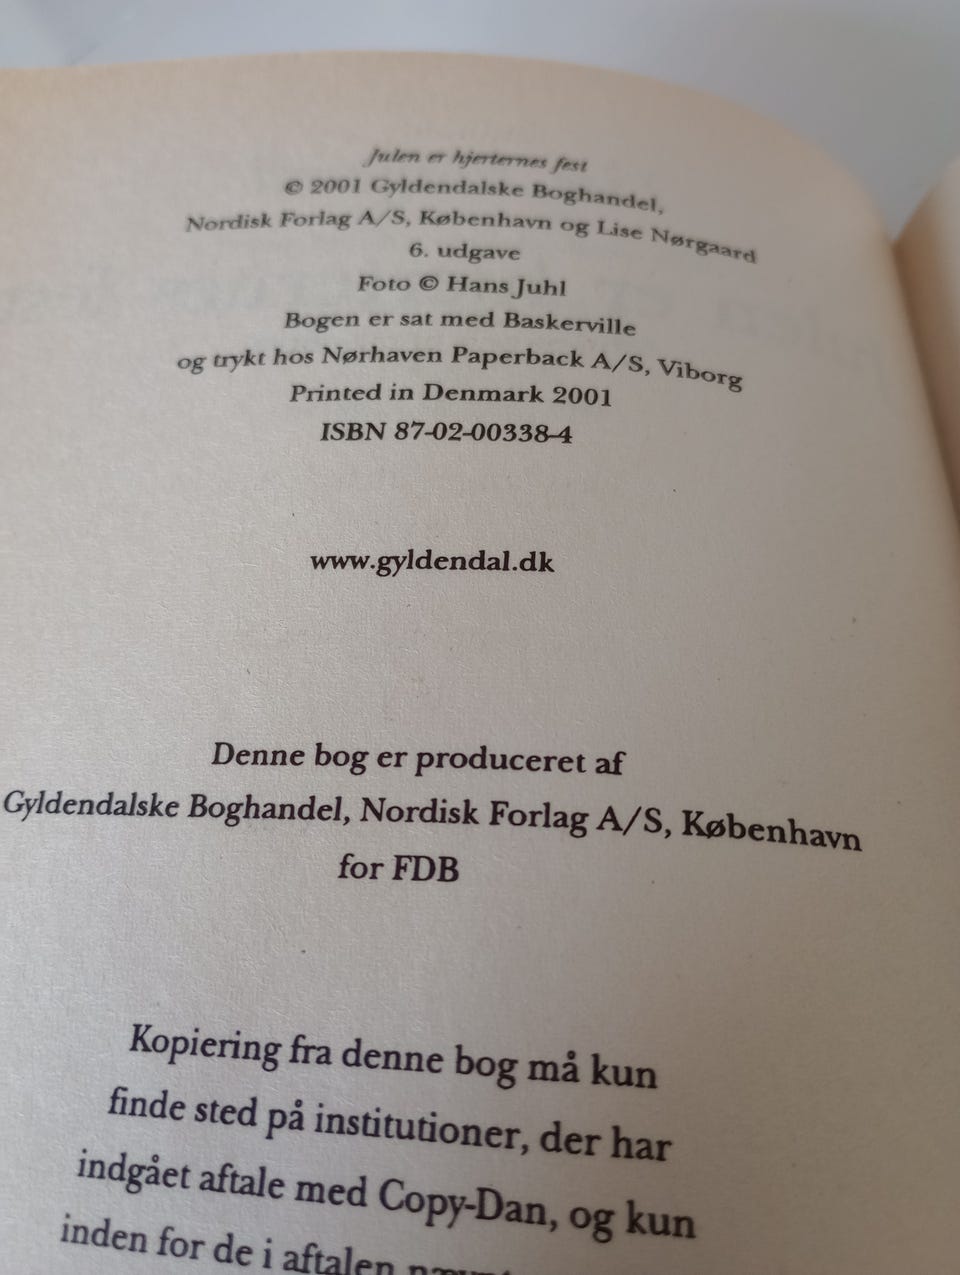 Julen er hjerternes fest
© 2001 Gyldendalske Boghandel,
Nordisk Forlag A/S, København og Lise Nørgaard
6. udgave
Foto © Hans Juhl
Bogen er sat med Baskerville
og trykt hos Nørhaven Paperback A/S, Viborg
Printed in Denmark 2001
ISBN 87-02-00338-4
www.gyldendal.dk
Denne bog er produceret af
Gyldendalske Boghandel, Nordisk Forlag A/S, København
for FDB
Kopiering fra denne bog må kun
finde sted på institutioner, der har
indgået aftale med Copy-Dan, og kun
inden for de i aftalen